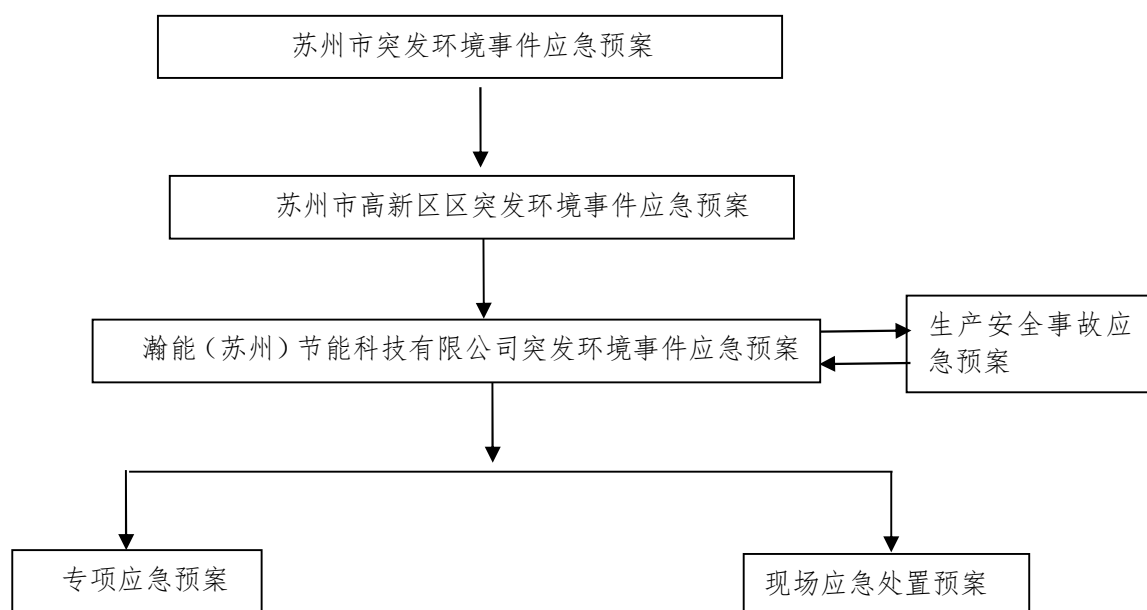 苏州市突发环境事件应急预案
苏州市高新区区突发环境事件应急预案
瀚能（苏州）节能科技有限公司突发环境事件应急预案
生产安全事故应
急预案
专项应急预案
现场应急处置预案